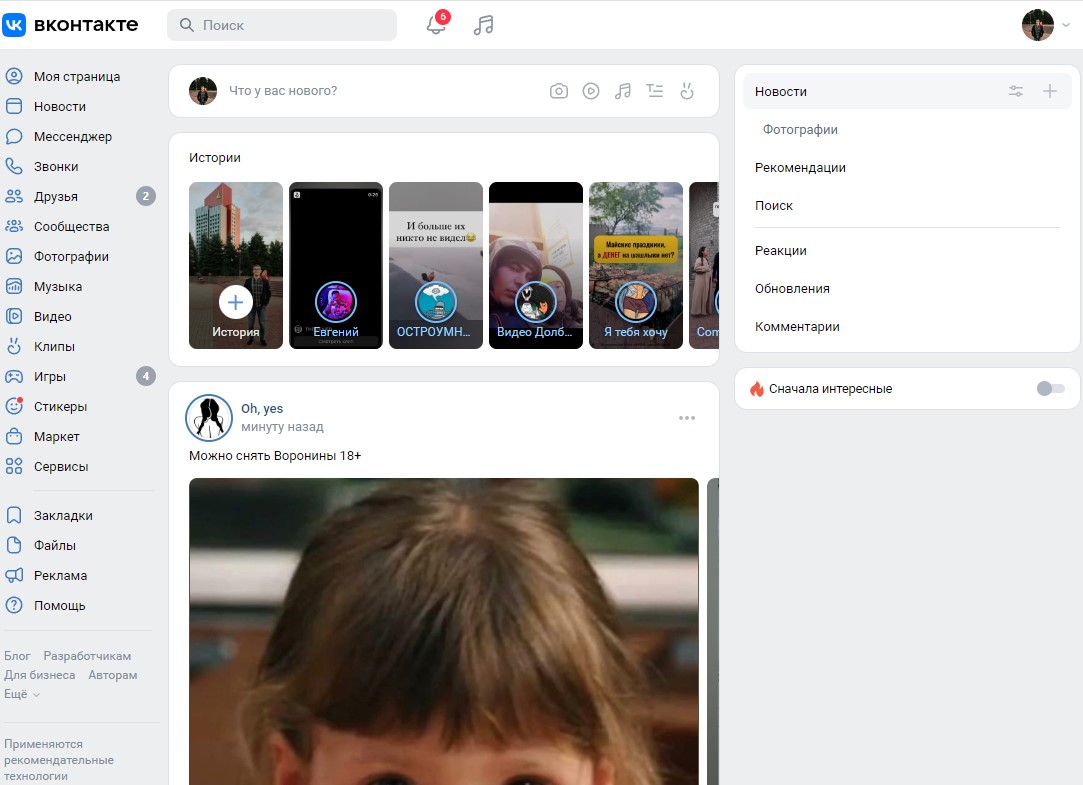 вконтакте
Поиск
6
Моя страница
Новости
Мессенджер
Звонки
Друзья
2
Сообщества
Фотографии
Музыка
Видео
Клипы
Игры
4
Стикеры
Маркет
Сервисы
Закладки
Файлы
Реклама
Помощь
Блог Разработчикам
Для бизнеса Авторам
Ещё
Применяются
рекомендательные
технологии
Что у вас нового?
Истории
История
Евгений
И больше их
никто не видел
ОСТРОУМН...
Видео Долб...
Майские праздники,
а ДЕНЕГ на шашлыки нет?
Я тебя хочу
Com
Oh, yes
минуту назад
Можно снять Воронины 18+
Новости
Фотографии
Рекомендации
Поиск
Реакции
Обновления
Комментарии
Сначала интересные